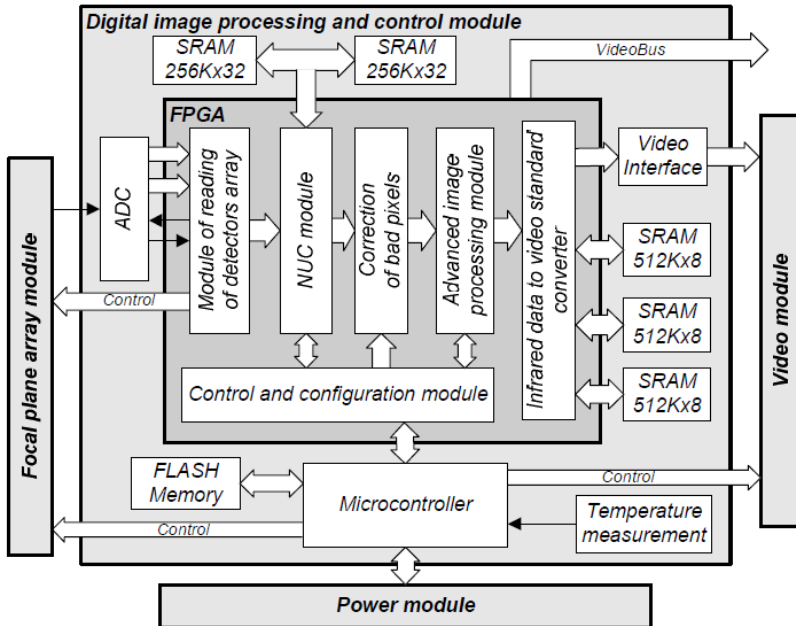 Digital image processing and control module
SRAM
256Kx32
SRAM
256Kx32
VideoBus
FPGA
Focal plane array module
ADC
Module of reading
of detectors array
NUC module
Correction
of bad pixels
Advanced image
processing module
Infrared data to video standard'
converter
Video
Interface
SRAM
512Kx8
SRAM
512Kx8
SRAM
512Kx8
Video module
Control
Control and configuration module
FLASH
Memory
Microcontroller
Control
Control
Temperature
measurement
Power module